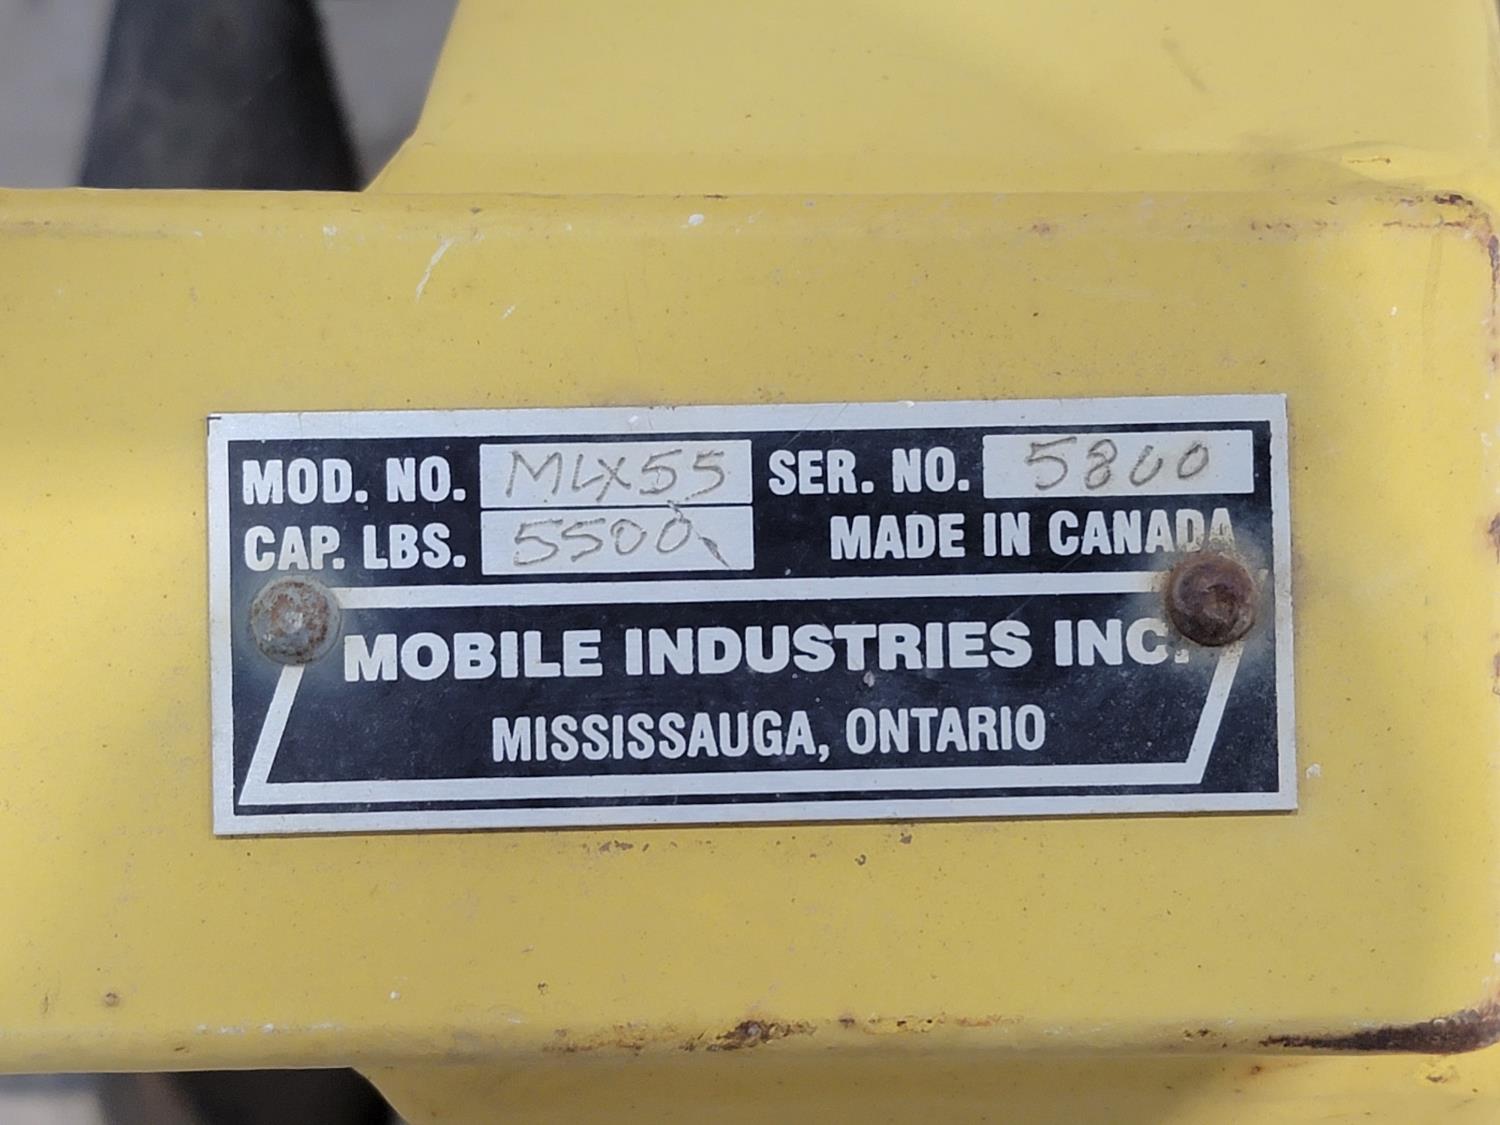 MOD. NO. MLX55 SER. NO. 5800
CAP. LBS. 5500 MADE IN CANADA
MOBILE INDUSTRIES INC.
MISSISSAUGA, ONTARIO